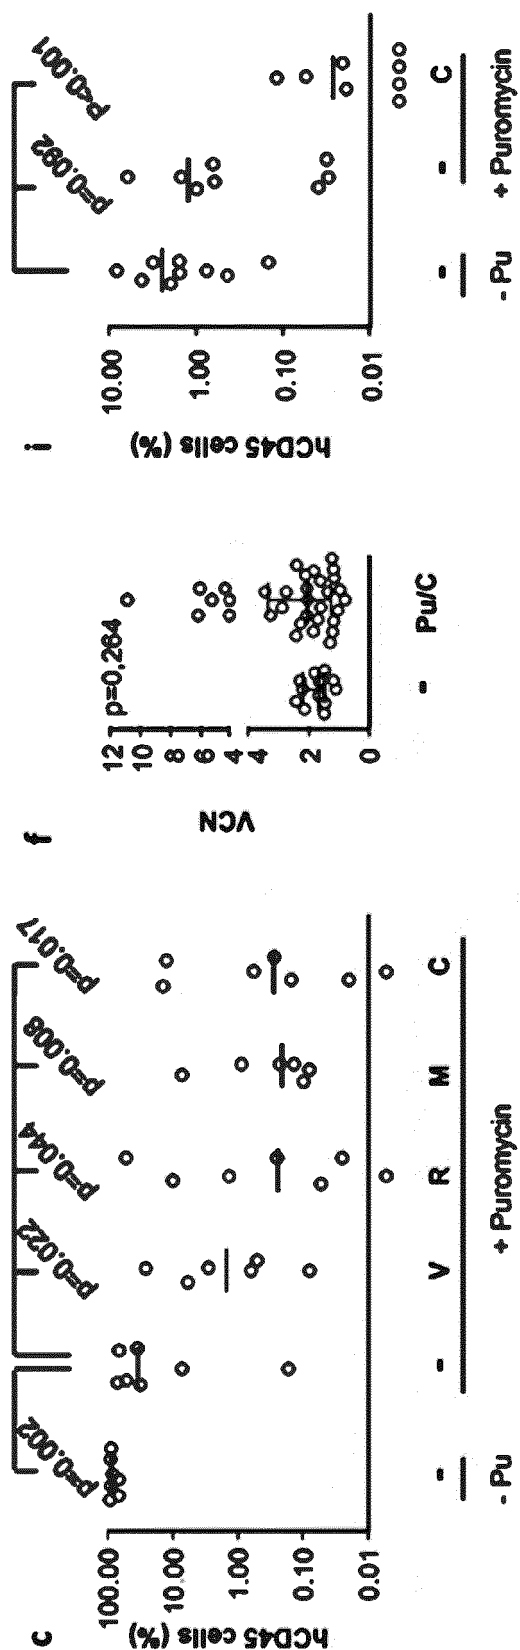 c
hCD45 cells (%)
100.00
10.00
1.00
0.10
0.01
p=0.002
p=0.022
p=0.044
p=0.008
p=0.017
- V R M C
-
- Pu
+ Puromycin
f
VCN
12
10
8
6
4
4
2
0
p=0,264
- Pu/C
i
hCD45 cells (%)
10.00
1.00
0.10
0.01
p=0.092
P<0.001
- - C
- Pu + Puromycin